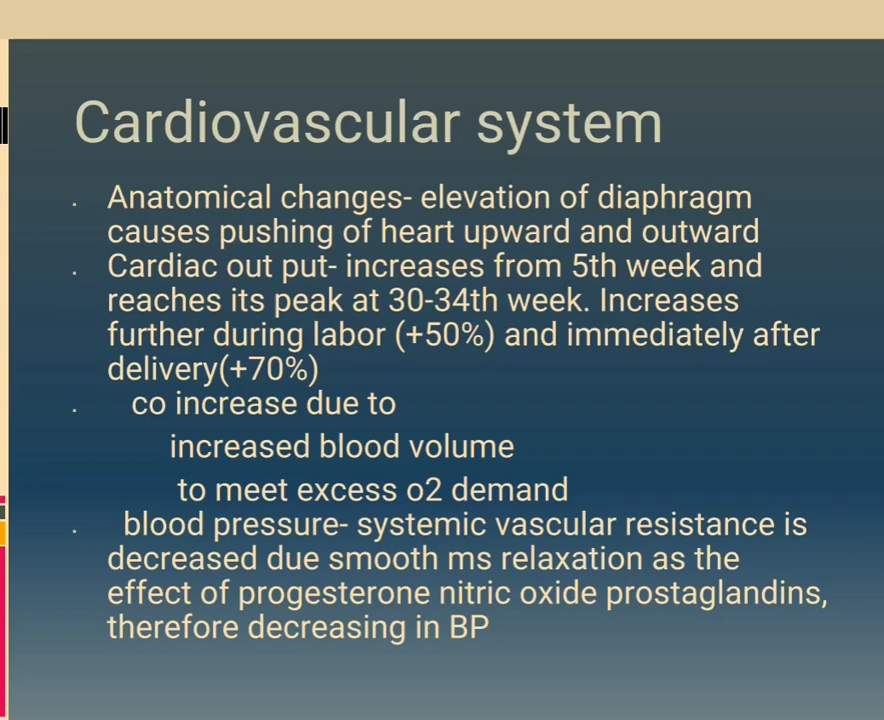 Cardiovascular system
. Anatomical changes- elevation of diaphragm
causes pushing of heart upward and outward
. Cardiac out put- increases from 5th week and
reaches its peak at 30-34th week. Increases
further during labor (+50%) and immediately after
delivery(+70%)
. co increase due to
increased blood volume
to meet excess o2 demand
. blood pressure- systemic vascular resistance is
decreased due smooth ms relaxation as the
effect of progesterone nitric oxide prostaglandins,
therefore decreasing in BP